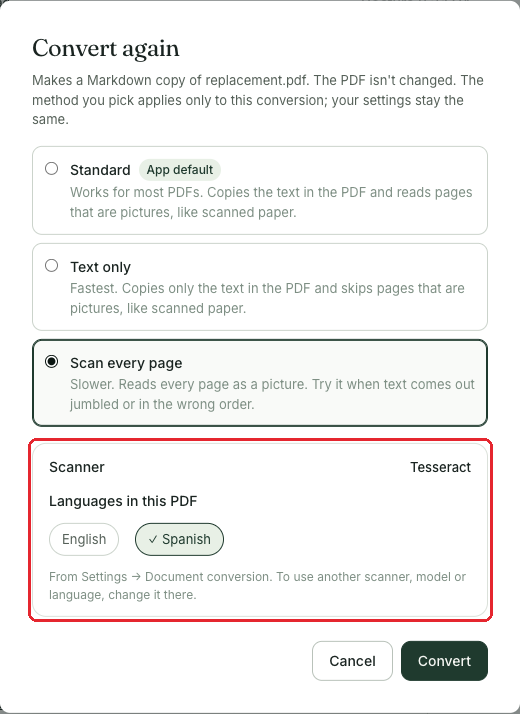 Convert again
Makes a Markdown copy of replacement.pdf. The PDF isn't changed. The
method you pick applies only to this conversion; your settings stay the
same.
Standard App default
Works for most PDFs. Copies the text in the PDF and reads pages
that are pictures, like scanned paper.
Text only
Fastest. Copies only the text in the PDF and skips pages that are
pictures, like scanned paper.
Scan every page
Slower. Reads every page as a picture. Try it when text comes out
jumbled or in the wrong order.
Scanner Tesseract
Languages in this PDF
English ✓ Spanish
From Settings → Document conversion. To use another scanner, model or
language, change it there.
Cancel Convert